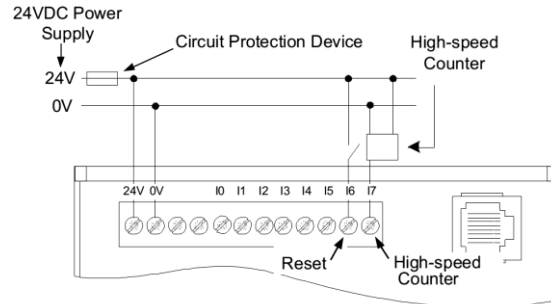 24VDC Power
Supply
Circuit Protection Device
High-speed
Counter
24V
0V
24V 0V I0 I1 I2 I3 I4 I5 I6 I7
Reset
High-speed
Counter